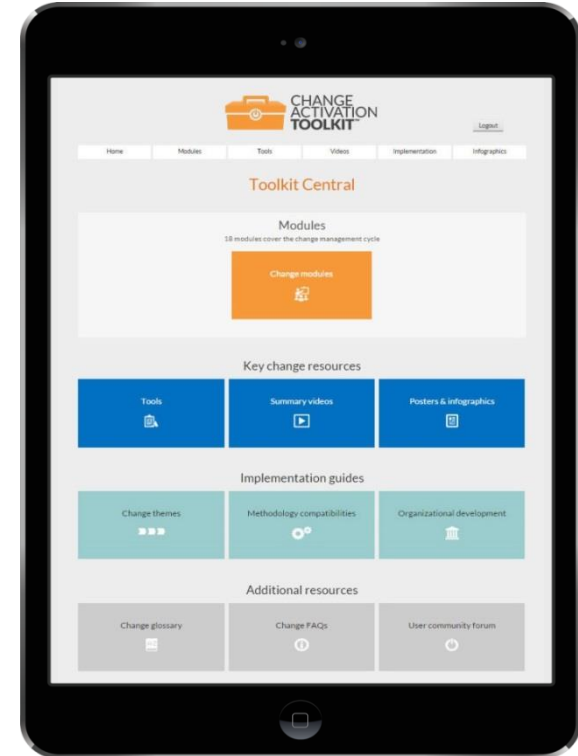 CHANGE
ACTIVATION
TOOLKIT™
Logout
Home Modules Tools Videos Implementation Infographics
Toolkit Central
Modules
18 modules cover the change management cycle
Change modules
Key change resources
Tools Summary videos Posters & infographics
Implementation guides
Change themes Methodology compatibilities Organizational development
Additional resources
Change glossary Change FAQs User community forum